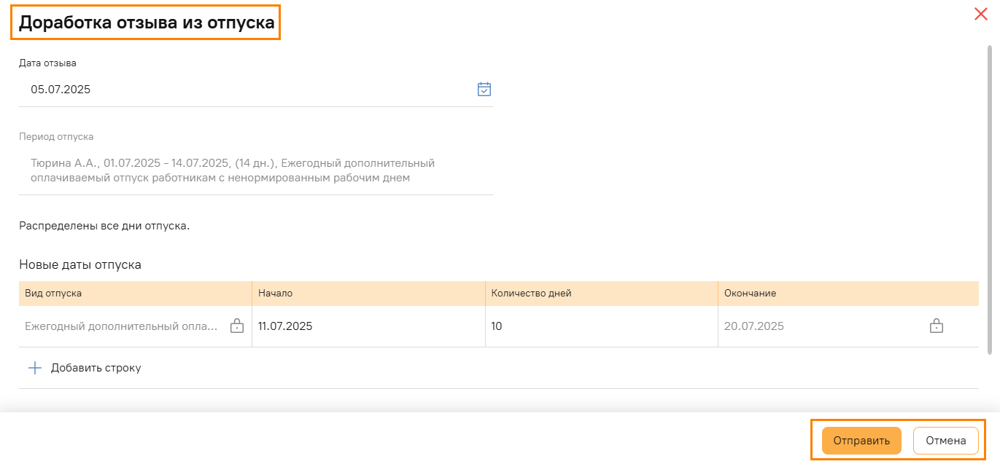 Доработка отзыва из отпуска
Дата отзыва
05.07.2025
Период отпуска
Тюрина А.А., 01.07.2025 - 14.07.2025, (14 дн.), Ежегодный дополнительный
оплачиваемый отпуск работникам с ненормированным рабочим днем
Распределены все дни отпуска.
Новые даты отпуска
Вид отпуска Начало Количество дней Окончание
Ежегодный дополнительный опла... 11.07.2025 10 20.07.2025
Добавить строку
Отправить Отмена